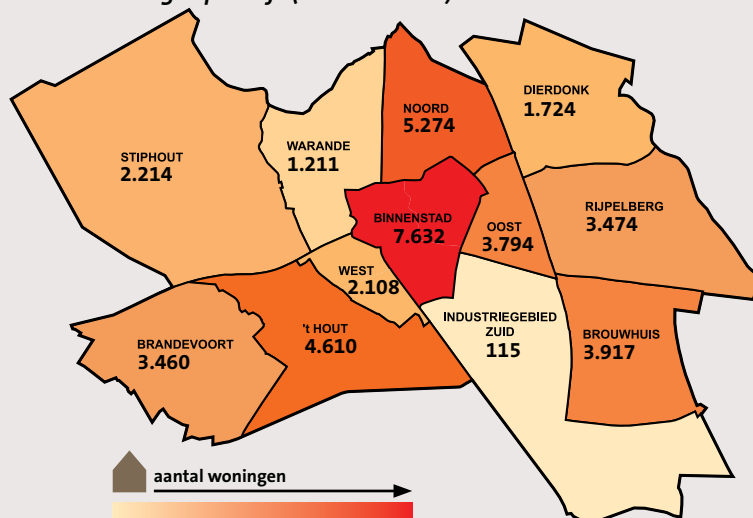 DIERDONK
1.724
NOORD
5.274
WARANDE
1.211
STIPHOUT
2.214
RIJPELBERG
3.474
BINNENSTAD
7.632
OOST
3.794
WEST
2.108
INDUSTRIEGEBIED
ZUID
115
't HOUT
4.610
BROUWHUIS
3.917
BRANDEVOORT
3.460
aantal woningen